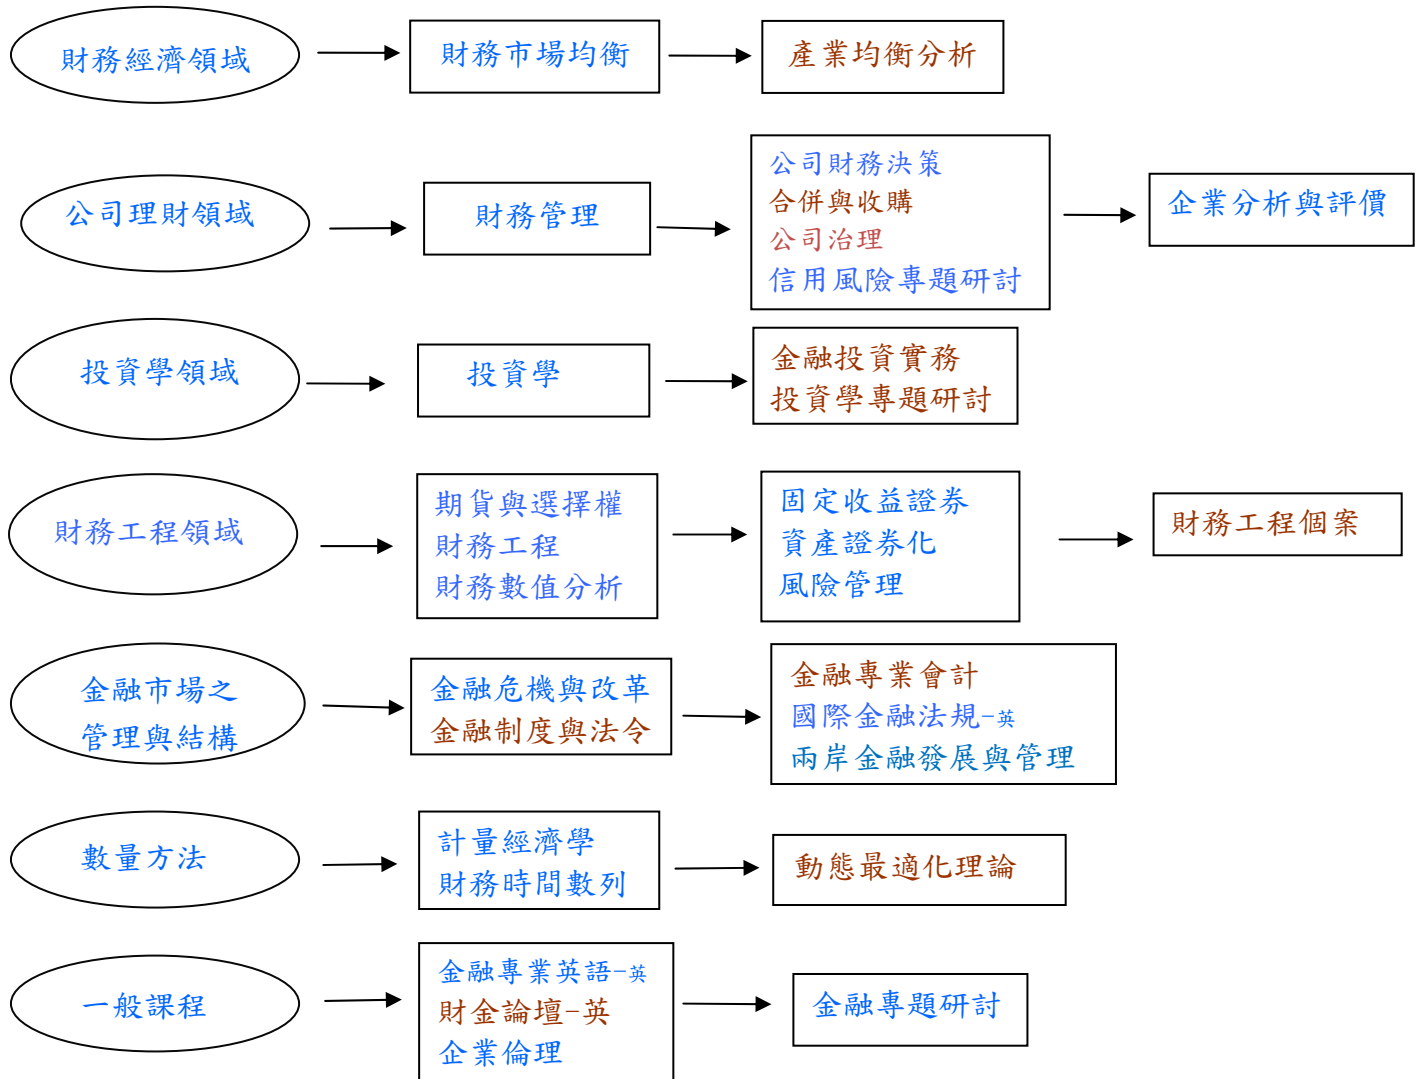 財務經濟領域
財務市場均衡
產業均衡分析
公司理財領域
財務管理
公司財務決策
合併與收購
公司治理
信用風險專題研討
企業分析與評價
投資學領域
投資學
金融投資實務
投資學專題研討
財務工程領域
期貨與選擇權
財務工程
財務數值分析
固定收益證券
資產證券化
風險管理
財務工程個案
金融市場之
管理與結構
金融危機與改革
金融制度與法令
金融專業會計
國際金融法規-英
兩岸金融發展與管理
數量方法
計量經濟學
財務時間數列
動態最適化理論
一般課程
金融專業英語-英
財金論壇-英
企業倫理
金融專題研討